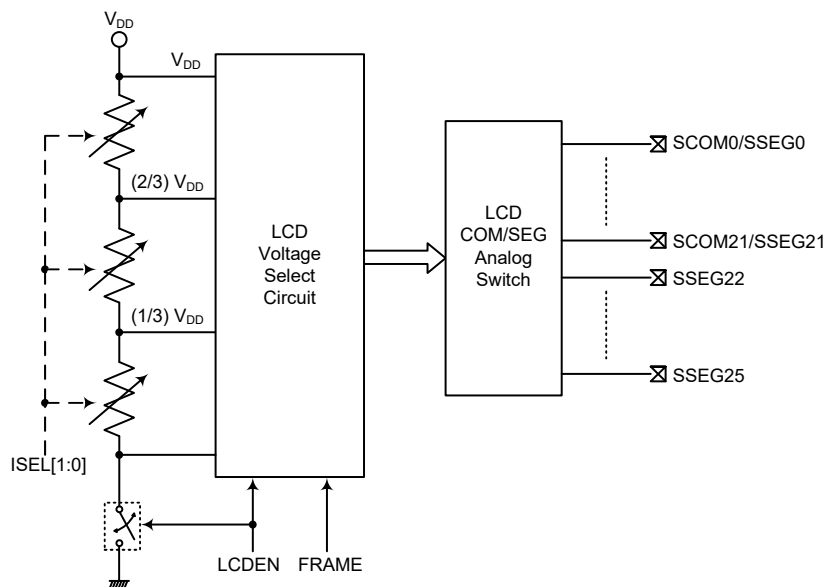 VDD
VDD
(2/3) VDD
(1/3) VDD
ISEL[1:0]
LCD
Voltage
Select
Circuit
LCDEN
FRAME
LCD
COM/SEG
Analog
Switch
SCOM0/SSEG0
SCOM21/SSEG21
SSEG22
SSEG25